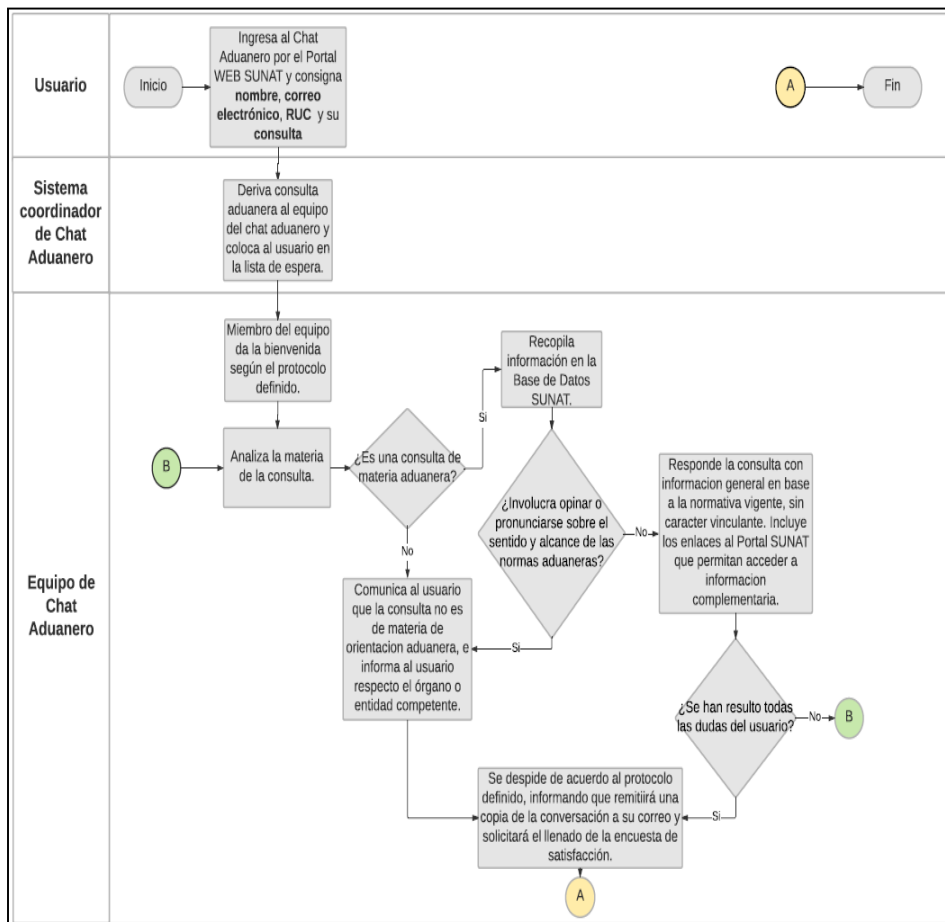 Usuario
Inicio
Ingresa al Chat
Aduanero por el Portal
WEB SUNAT y consigna
nombre, correo
electrónico, RUC y su
consulta
A
Fin
Sistema
coordinador
de Chat
Aduanero
Deriva consulta
aduanera al equipo
del chat aduanero y
coloca al usuario en
la lista de espera.
Equipo de
Chat
Aduanero
Miembro del equipo
da la bienvenida
según el protocolo
definido.
B
Analiza la materia
de la consulta.
¿Es una consulta de
materia aduanera?
Si
No
Recopila
información en la
Base de Datos
SUNAT.
¿Involucra opinar o
pronunciarse sobre el
sentido y alcance de las
normas aduaneras?
No
Si
Responde la consulta con
informacion general en base
a la normativa vigente, sin
caracter vinculante. Incluye
los enlaces al Portal SUNAT
que permitan acceder a
informacion
complementaria.
Comunica al usuario
que la consulta no es
de materia de
orientacion aduanera, e
informa al usuario
respecto el órgano o
entidad competente.
¿Se han resulto todas
las dudas del usuario?
No
B
Si
Se despide de acuerdo al protocolo
definido, informando que remitiirá una
copia de la conversación a su correo y
solicitará el llenado de la encuesta de
satisfacción.
A